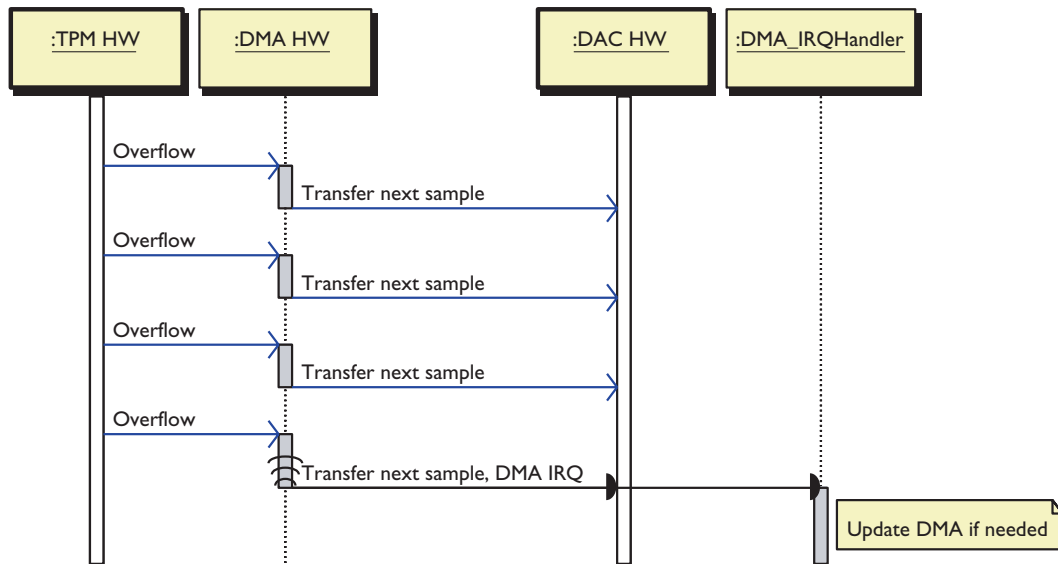 :TPM HW
:DMA HW
:DAC HW
:DMA_IRQHandler
Overflow
Transfer next sample
Overflow
Transfer next sample
Overflow
Transfer next sample
Overflow
Transfer next sample, DMA IRQ
Update DMA if needed